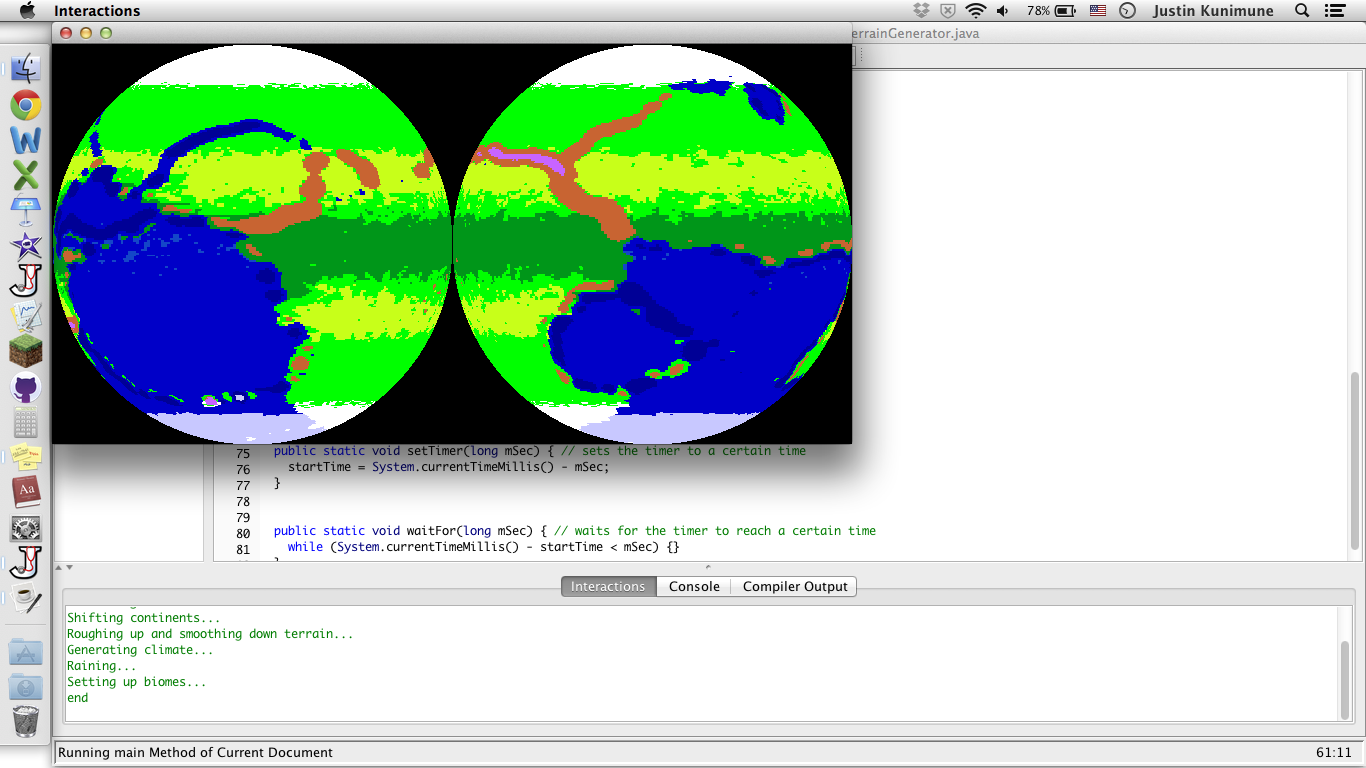 Interactions
78%
Justin Kunimune
errainGenerator.java
W
Aa
75 public static void setTimer(long mSec) { // sets the timer to a certain time
76 startTime = System.currentTimeMillis() - mSec;
77 }
78
79
80 public static void waitFor(long mSec) { // waits for the timer to reach a certain time
81 while (System.currentTimeMillis() - startTime < mSec) {}
Interactions Console Compiler Output
Shifting continents...
Roughing up and smoothing down terrain...
Generating climate...
Raining...
Setting up biomes...
end
Running main Method of Current Document 61:11